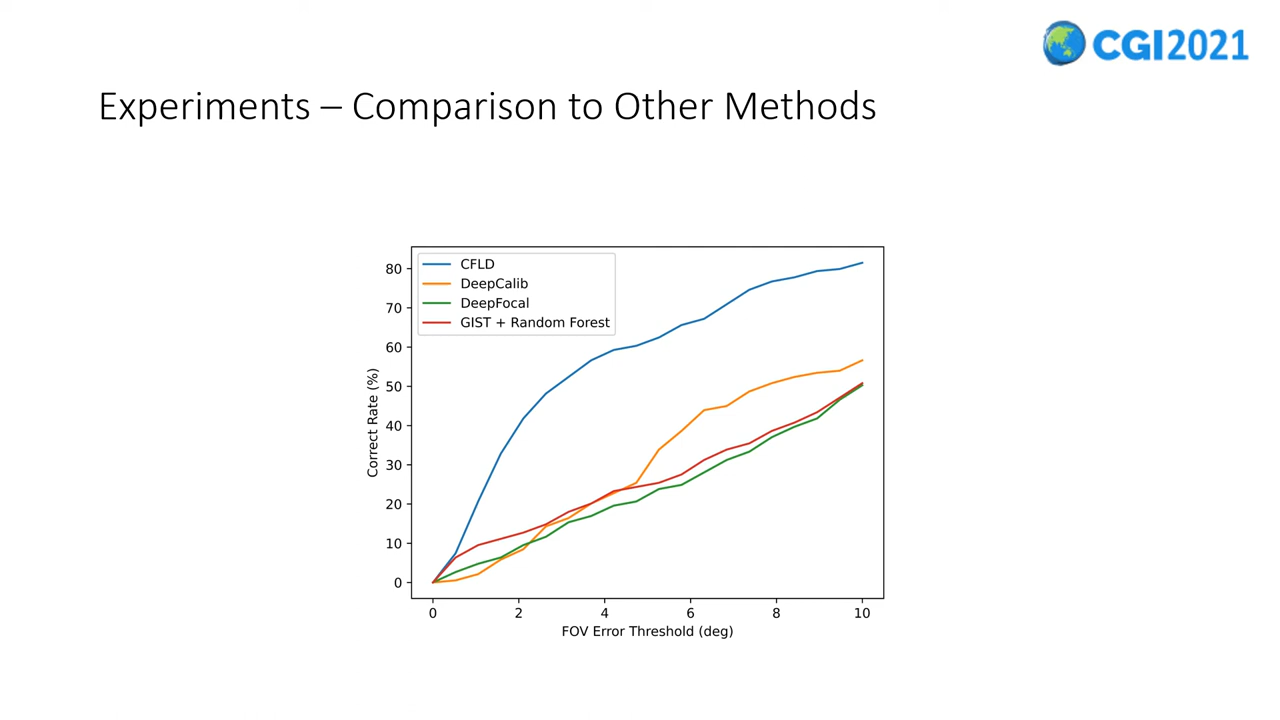 CGI2021
Experiments – Comparison to Other Methods
CFLD
DeepCalib
DeepFocal
GIST + Random Forest
Correct Rate (%)
80
70
60
50
40
30
20
10
0
0 2 4 6 8 10
FOV Error Threshold (deg)